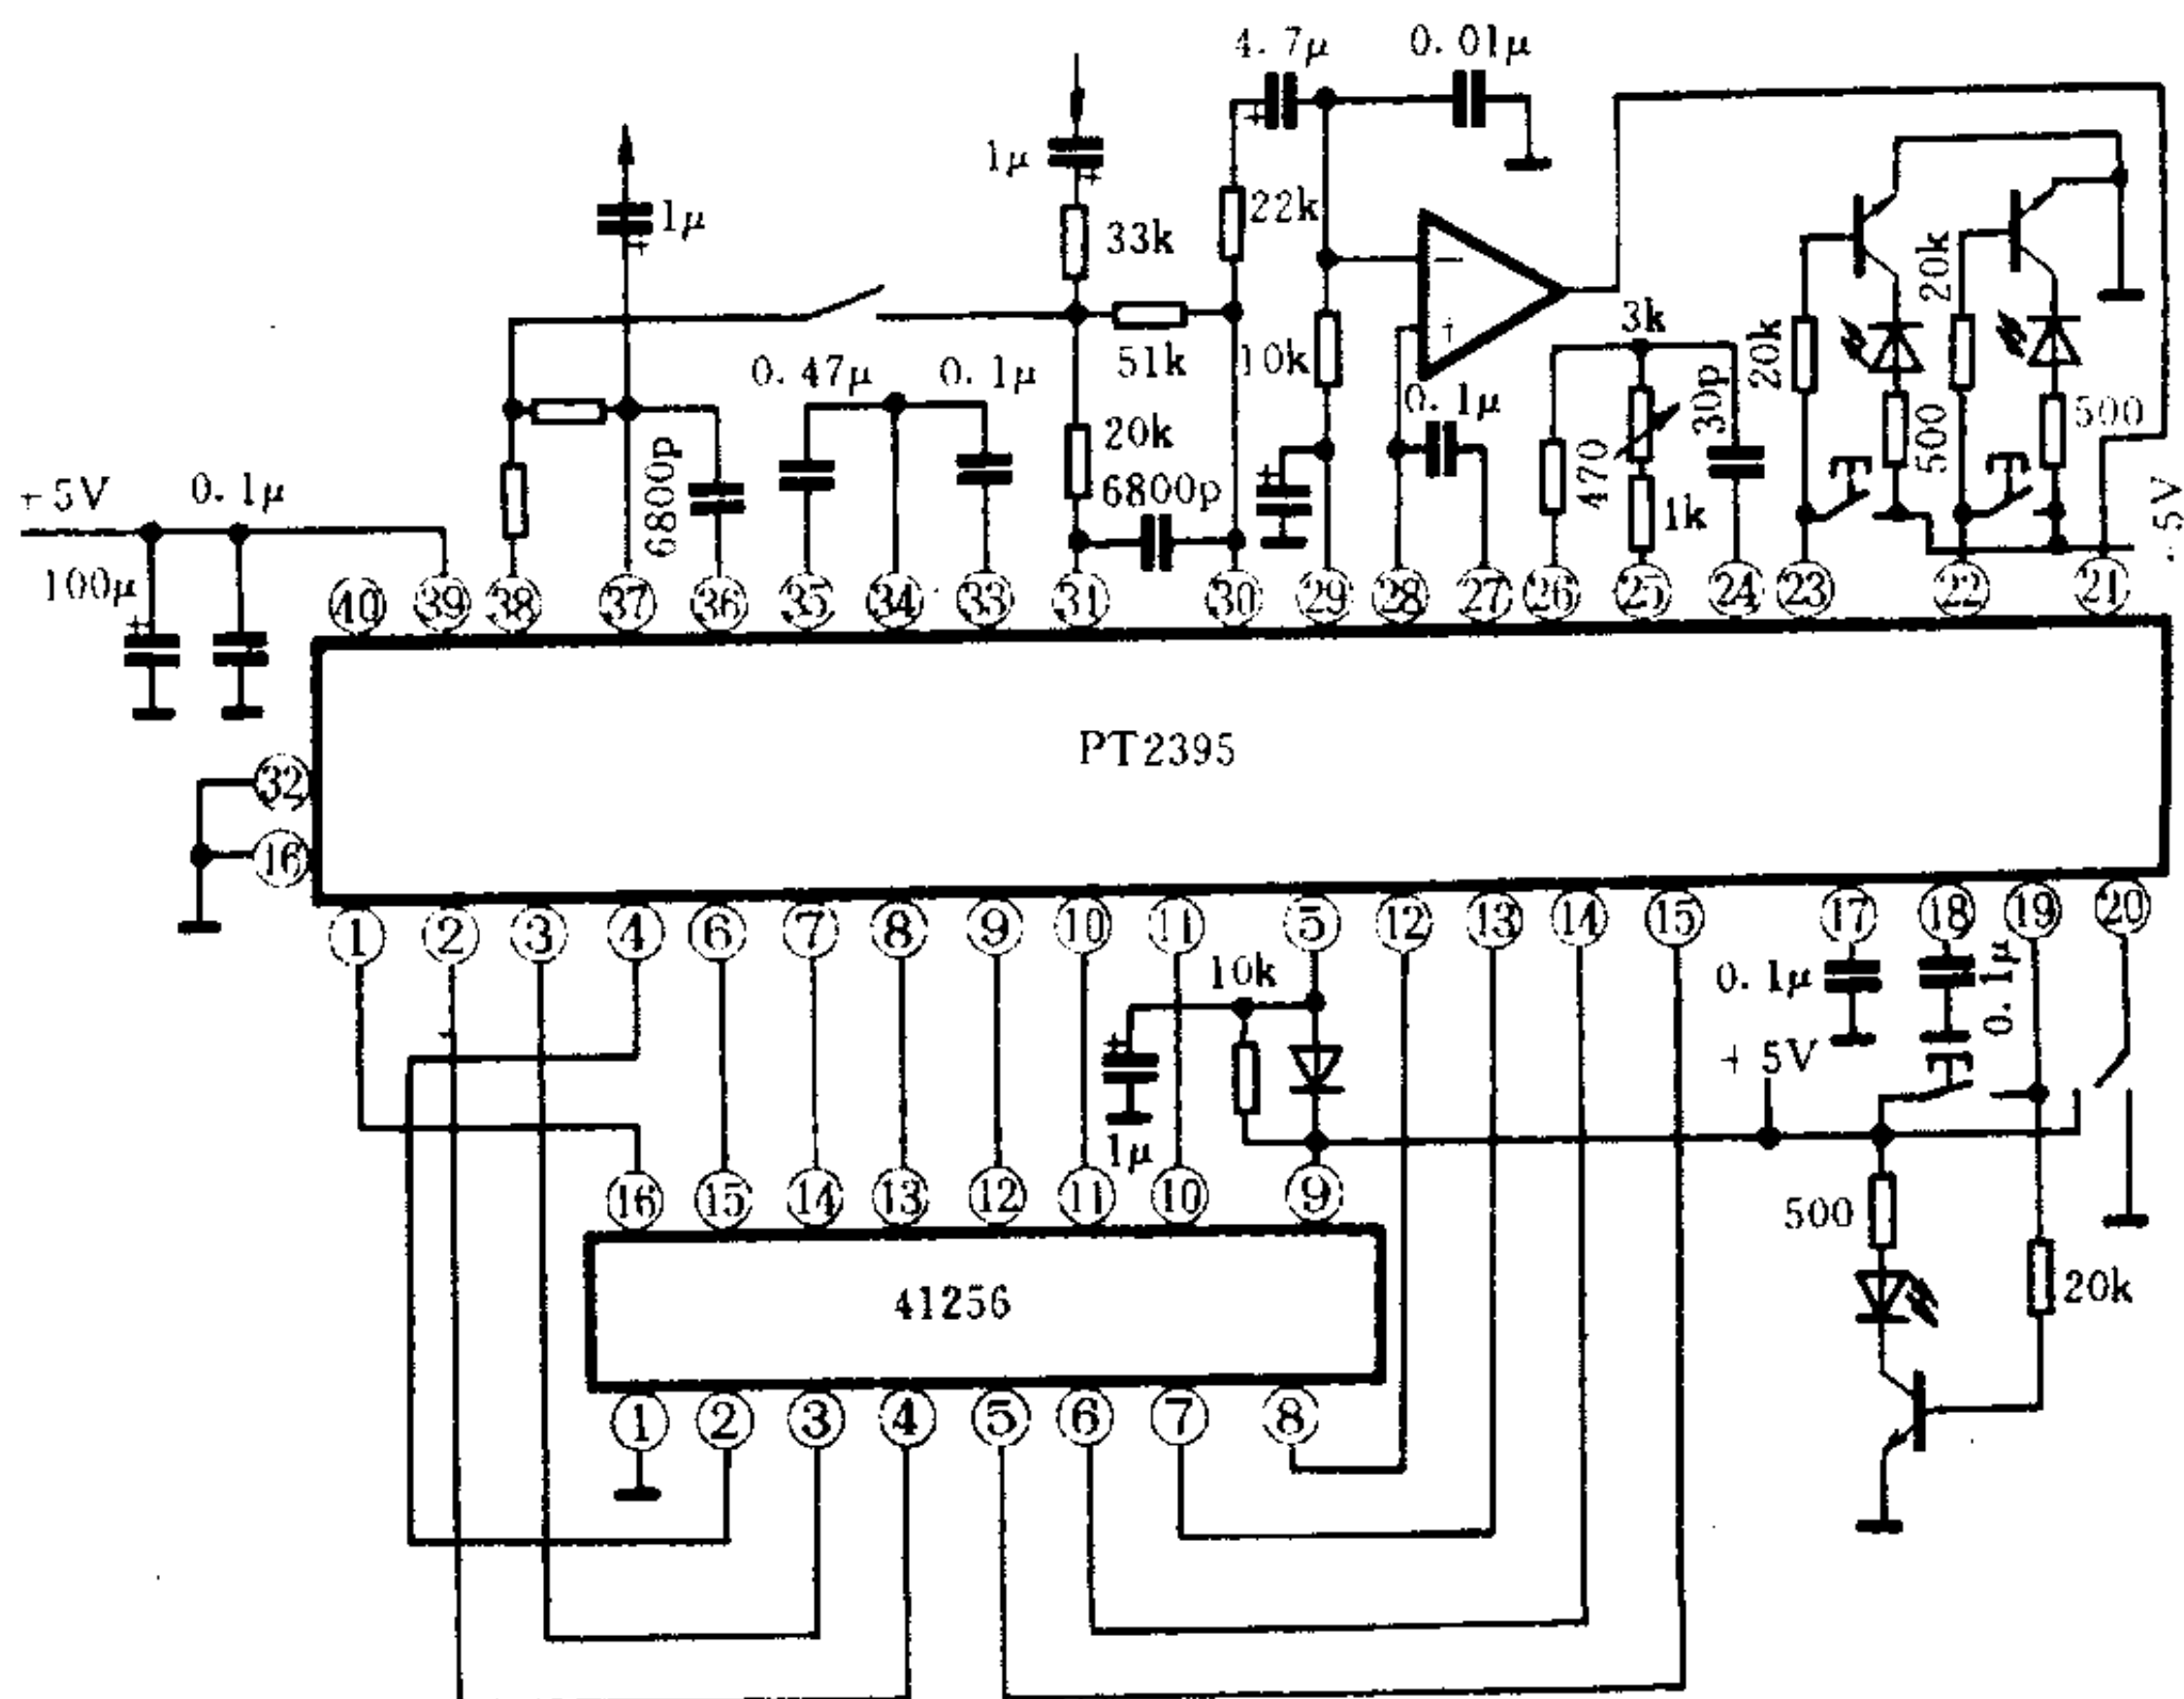 4.7μ 0.01μ
1μ 1μ
33k 22k
20k
3k
0.47μ 0.1μ 51k 10k 20k
0.1μ 30p 500
20k 470 500
6800p 6800p 1k
+5V 0.1μ
100μ
+5V
㊵ ㊴ ㊳ ㊲ ㊱ ㉟ ㉞ ㉝ ㉛ ㉚ ㉙ ㉘ ㉗ ㉖ ㉕ ㉔ ㉓ ㉒ ㉑
PT2395
㉜
⑯
① ② ③ ④ ⑥ ⑦ ⑧ ⑨ ⑩ ⑪ ⑤ ⑫ ⑬ ⑭ ⑮ ⑰ ⑱ ⑲ ⑳
10k 0.1μ 0.1μ
+5V
1μ
⑯ ⑮ ⑭ ⑬ ⑫ ⑪ ⑩ ⑨
500
41256
20k
① ② ③ ④ ⑤ ⑥ ⑦ ⑧